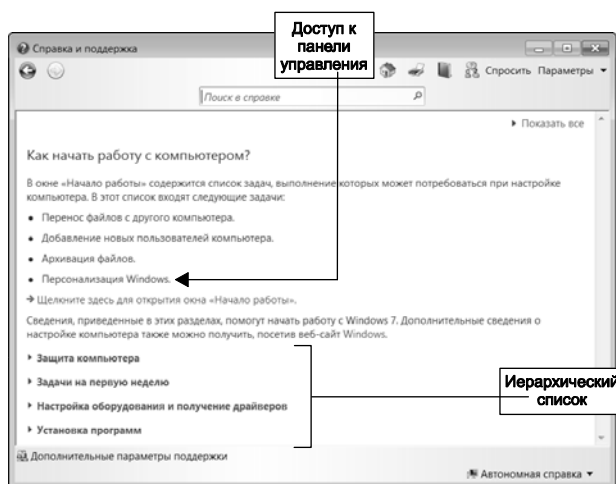 Доступ к
панели
управления
Справка и поддержка
Спросить Параметры
Поиск в справке
Показать все
Как начать работу с компьютером?
В окне «Начало работы» содержится список задач, выполнение которых может потребоваться при настройке
компьютера. В этот список входят следующие задачи:
• Перенос файлов с другого компьютера.
• Добавление новых пользователей компьютера.
• Архивация файлов.
• Персонализация Windows.
Щелкните здесь для открытия окна «Начало работы».
Сведения, приведенные в этих разделах, помогут начать работу с Windows 7. Дополнительные сведения о
настройке компьютера также можно получить, посетив веб-сайт Windows.
Защита компьютера
Задачи на первую неделю
Настройка оборудования и получение драйверов
Установка программ
Иерархический
список
Дополнительные параметры поддержки
Автономная справка